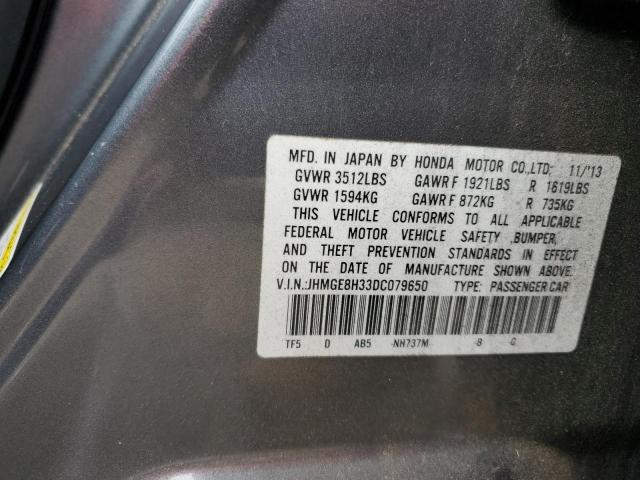 MFD. IN JAPAN BY HONDA MOTOR CO.,LTD. 11/'13
GVWR 3512LBS GAWR F 1921LBS R 1619LBS
GVWR 1594KG GAWR F 872KG R 735KG
THIS VEHICLE CONFORMS TO ALL APPLICABLE
FEDERAL MOTOR VEHICLE SAFETY ,BUMPER,
AND THEFT PREVENTION STANDARDS IN EFFECT
ON THE DATE OF MANUFACTURE SHOWN ABOVE.
V.I.N.:JHMGE8H33DC079650 TYPE: PASSENGER CAR
TF5 D AB5 -NH737M -B -G